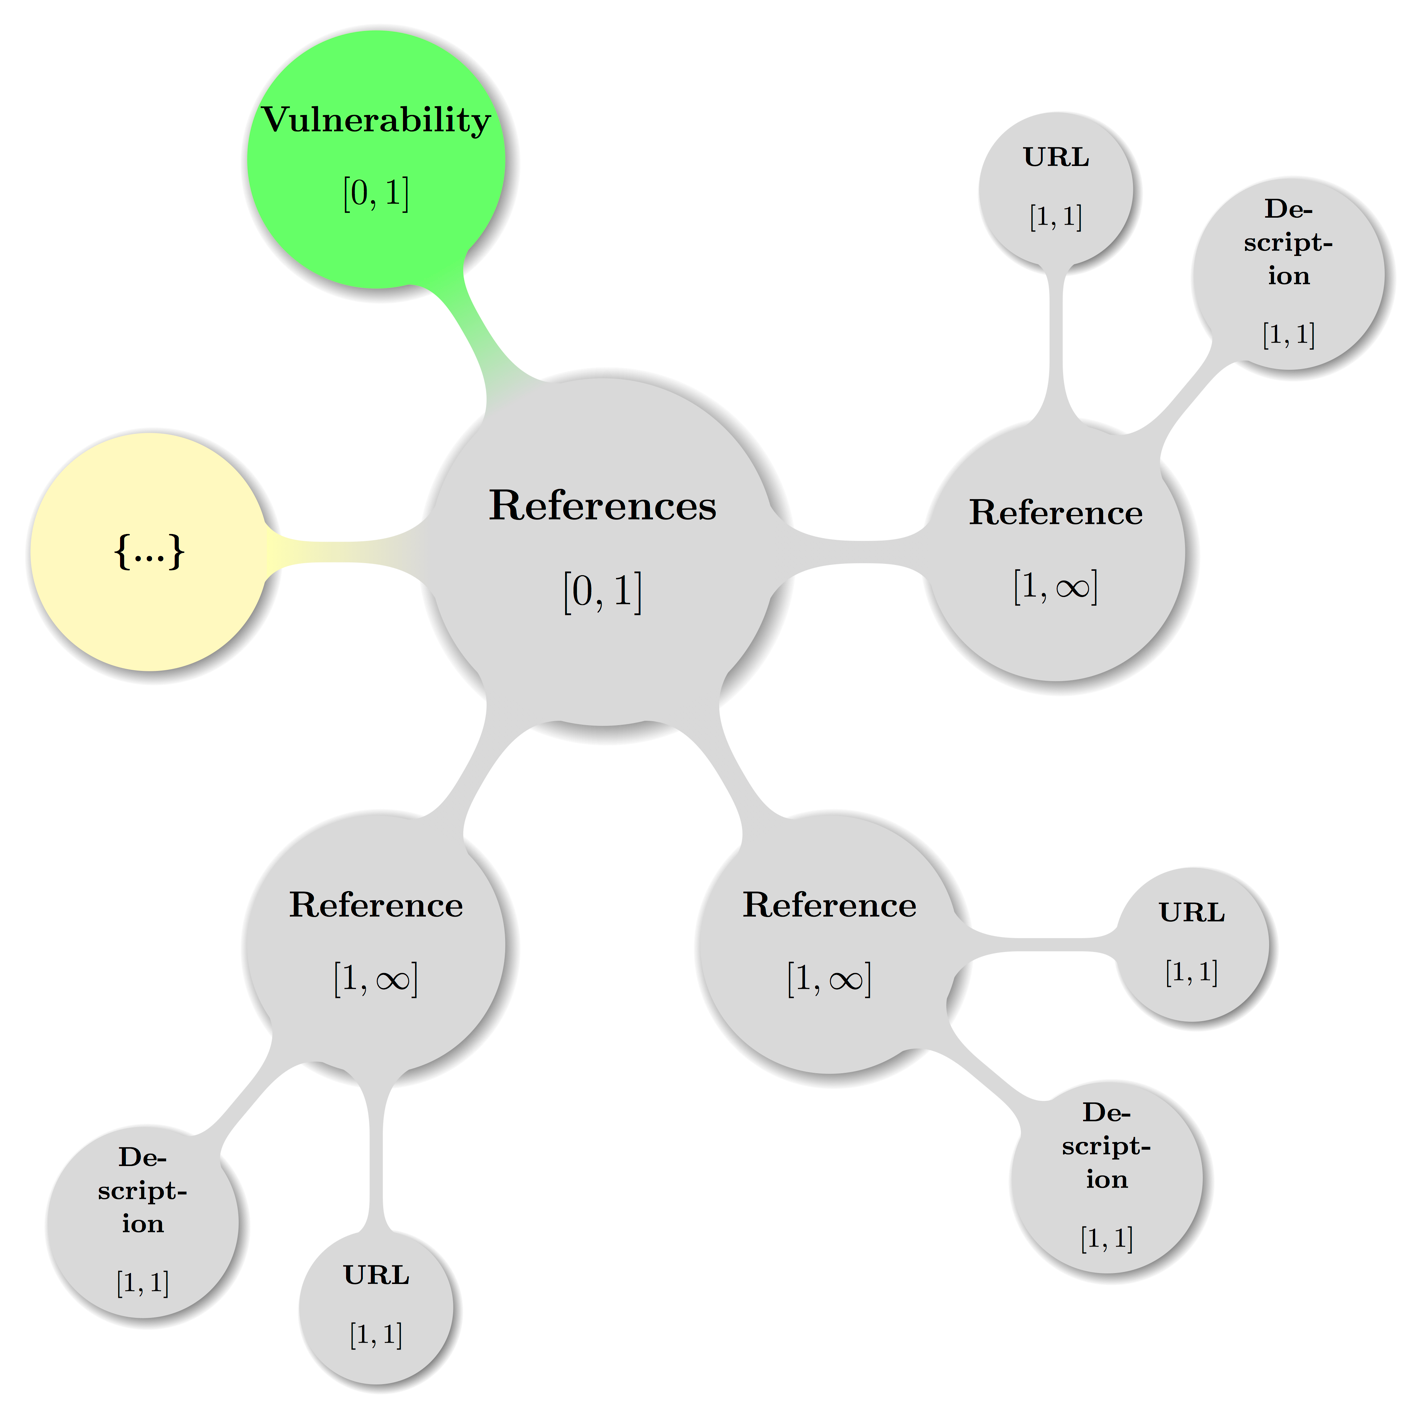 Vulnerability
[0, 1]
URL
[1, 1]
De-
script-
ion
[1, 1]
{...}
References
[0, 1]
Reference
[1, ∞]
Reference
[1, ∞]
Reference
[1, ∞]
URL
[1, 1]
De-
script-
ion
[1, 1]
De-
script-
ion
[1, 1]
URL
[1, 1]